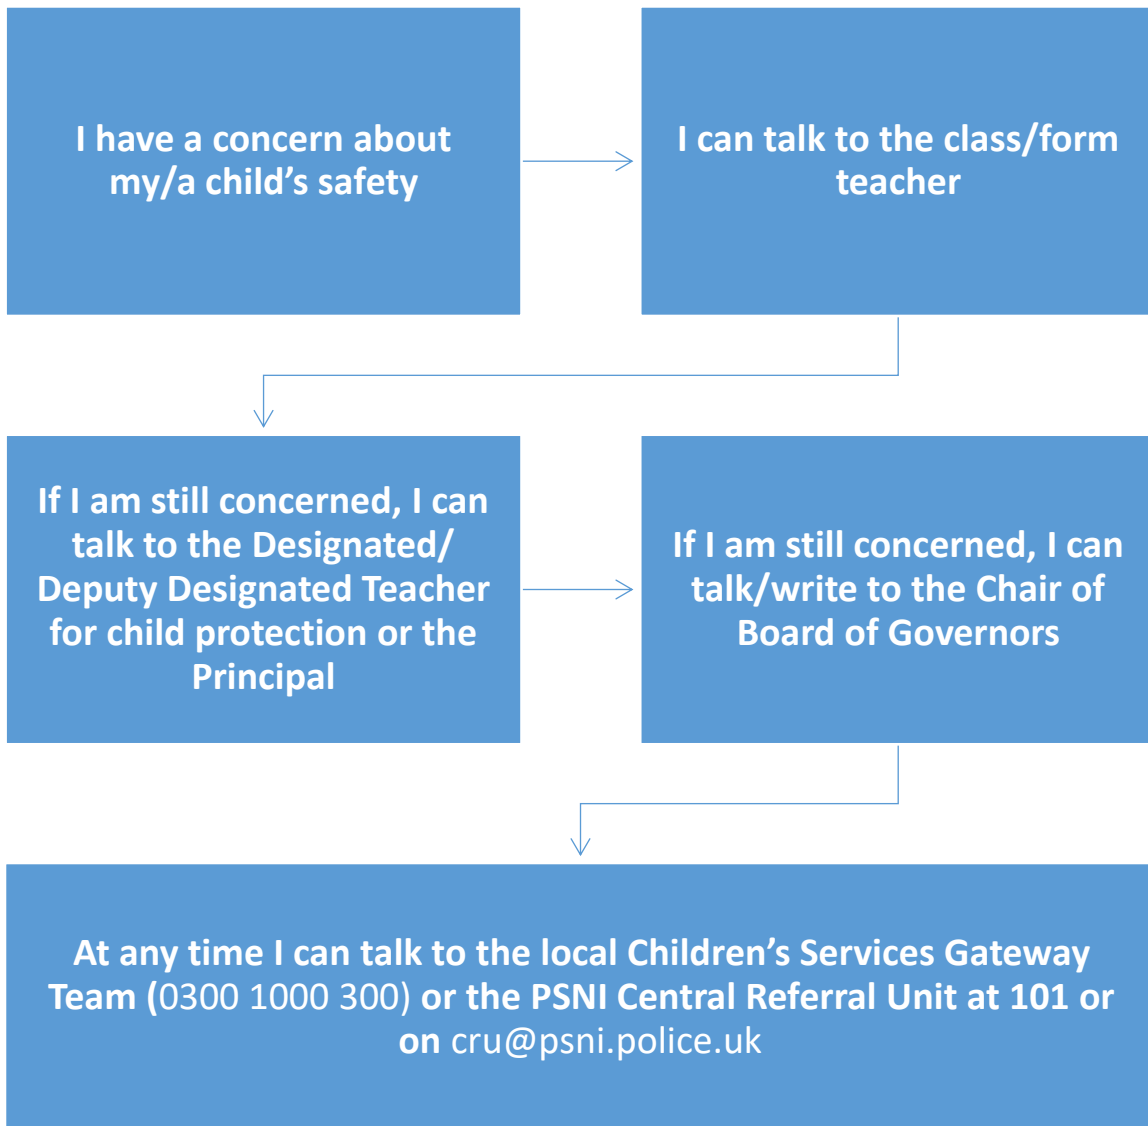 I have a concern about
my/a child’s safety
I can talk to the class/form
teacher
If I am still concerned, I can
talk to the Designated/
Deputy Designated Teacher
for child protection or the
Principal
If I am still concerned, I can
talk/write to the Chair of
Board of Governors
At any time I can talk to the local Children’s Services Gateway
Team (0300 1000 300) or the PSNI Central Referral Unit at 101 or
on cru@psni.police.uk